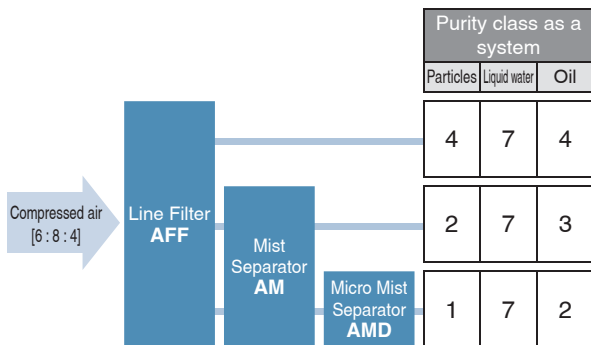 Purity class as a
system
Particles Liquid water Oil
4 7 4
Compressed air
[6 : 8 : 4]
Line Filter
AFF
2 7 3
Mist
Separator
AM
Micro Mist
Separator
AMD
1 7 2